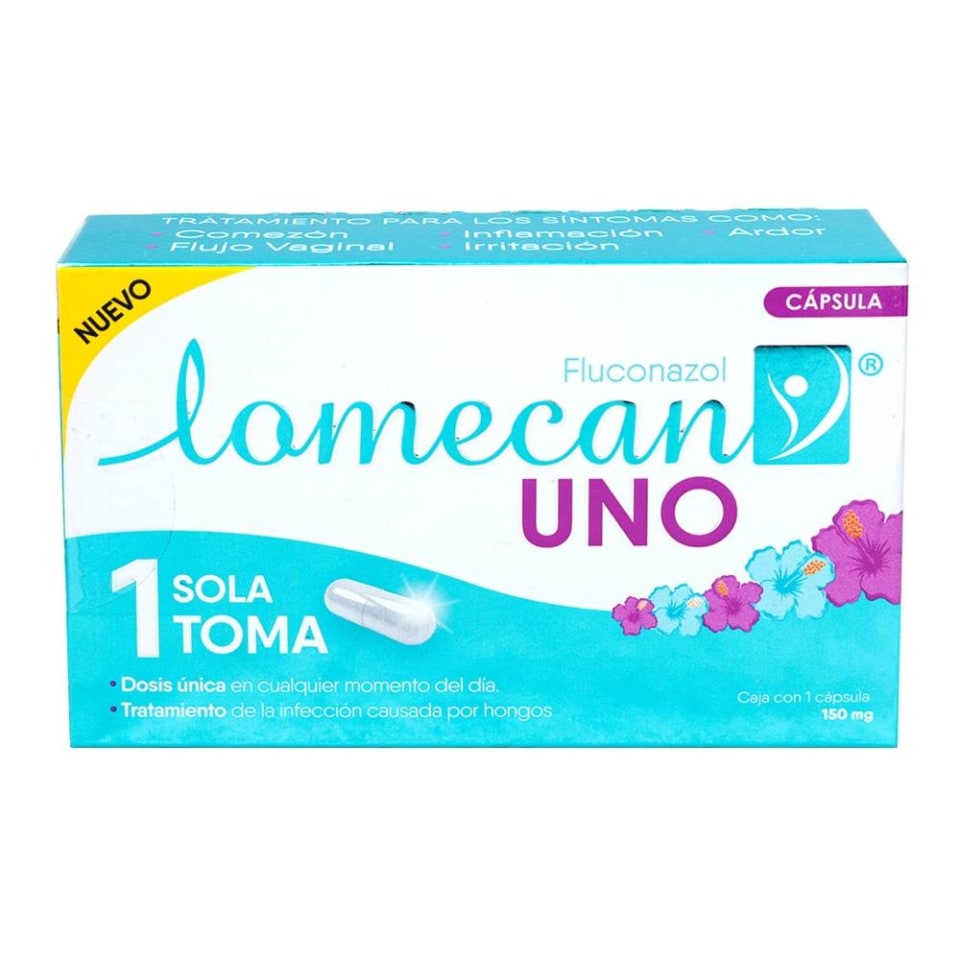 TRATAMIENTO PARA LOS SÍNTOMAS COMO:
• Comezón • Inflamación • Ardor
• Flujo Vaginal • Irritación
NUEVO
CÁPSULA
Fluconazol
lomecan ®
UNO
1 SOLA
TOMA
• Dosis única en cualquier momento del día.
• Tratamiento de la infección causada por hongos
Caja con 1 cápsula
150 mg